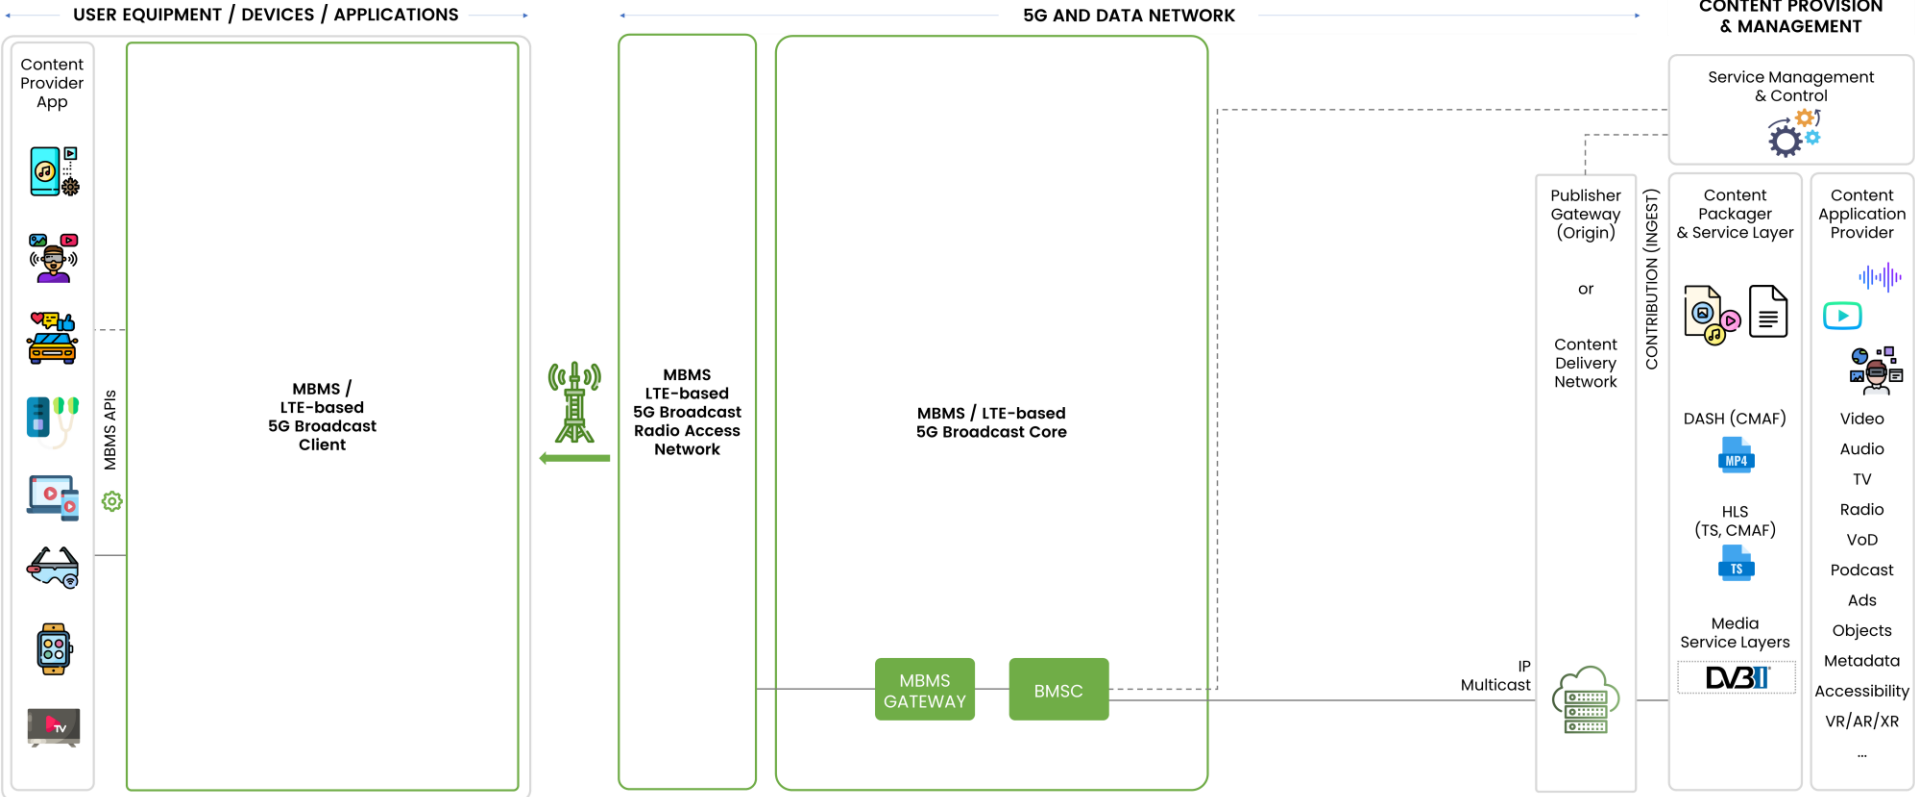 USER EQUIPMENT / DEVICES / APPLICATIONS
5G AND DATA NETWORK
CONTENT PROVISION
& MANAGEMENT
Content
Provider
App
MBMS APIs
MBMS /
LTE-based
5G Broadcast
Client
MBMS
LTE-based
5G Broadcast
Radio Access
Network
MBMS / LTE-based
5G Broadcast Core
MBMS
GATEWAY
BMSC
IP
Multicast
Publisher
Gateway
(Origin)
or
Content
Delivery
Network
CONTRIBUTION (INGEST)
Service Management
& Control
Content
Packager
& Service Layer
DASH (CMAF)
MP4
HLS
(TS, CMAF)
TS
Media
Service Layers
DVB I
Content
Application
Provider
Video
Audio
TV
Radio
VoD
Podcast
Ads
Objects
Metadata
Accessibility
VR/AR/XR
...
TV